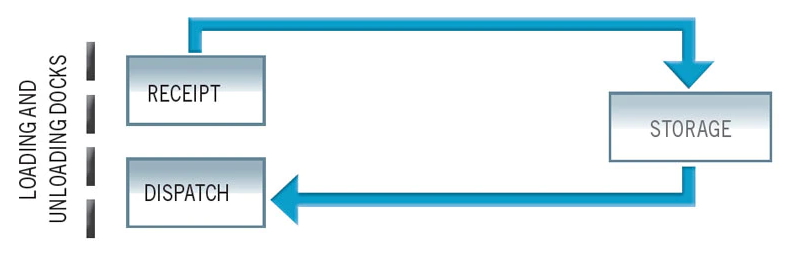 LOADING AND
UNLOADING DOCKS
RECEIPT
STORAGE
DISPATCH